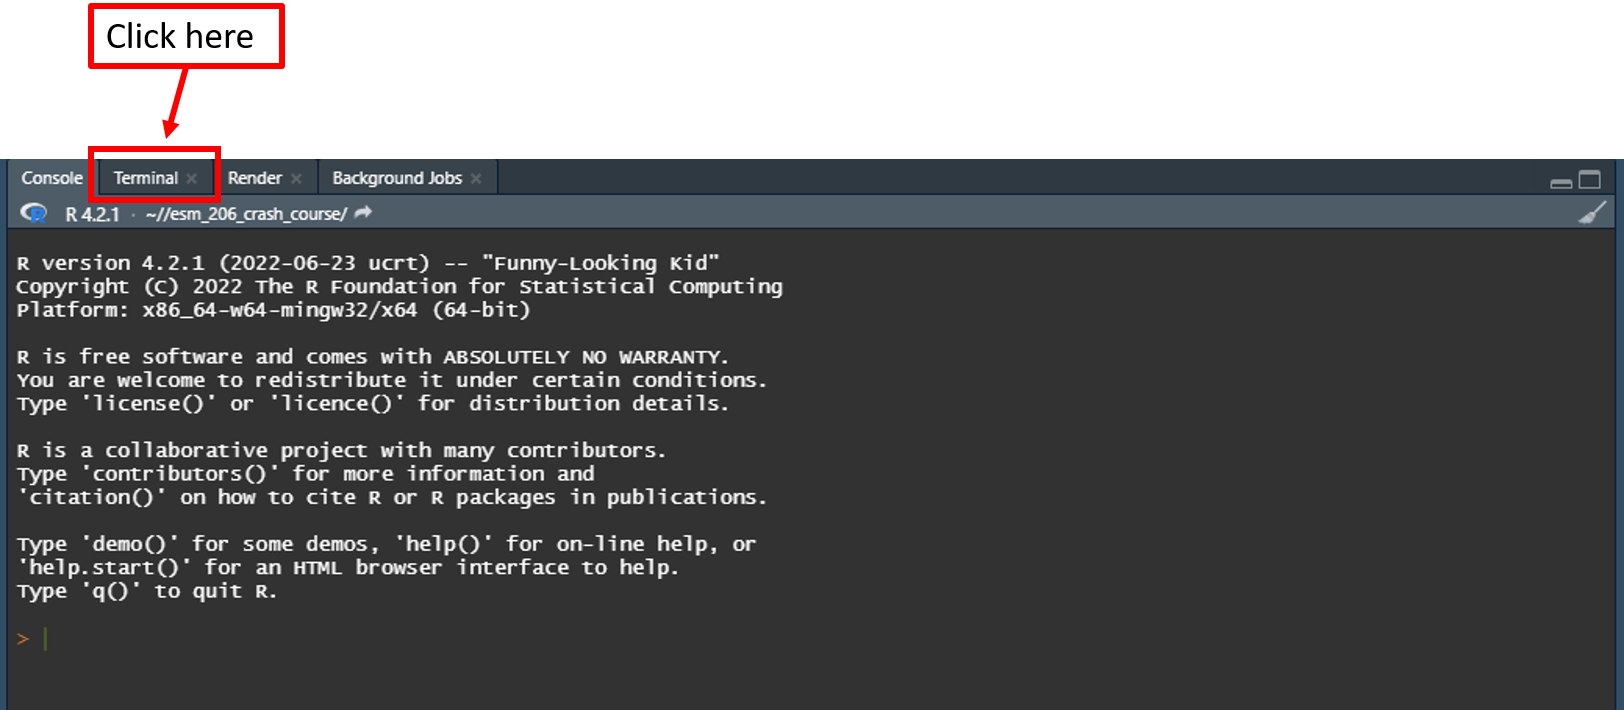 Click here
Console Terminal × Render × Background Jobs ×
R R 4.2.1 · ~//esm_206_crash_course/
R version 4.2.1 (2022-06-23 ucrt) -- "Funny-Looking Kid"
Copyright (C) 2022 The R Foundation for Statistical Computing
Platform: x86_64-w64-mingw32/x64 (64-bit)
R is free software and comes with ABSOLUTELY NO WARRANTY.
You are welcome to redistribute it under certain conditions.
Type 'license()' or 'licence()' for distribution details.
R is a collaborative project with many contributors.
Type 'contributors()' for more information and
'citation()' on how to cite R or R packages in publications.
Type 'demo()' for some demos, 'help()' for on-line help, or
'help.start()' for an HTML browser interface to help.
Type 'q()' to quit R.
>